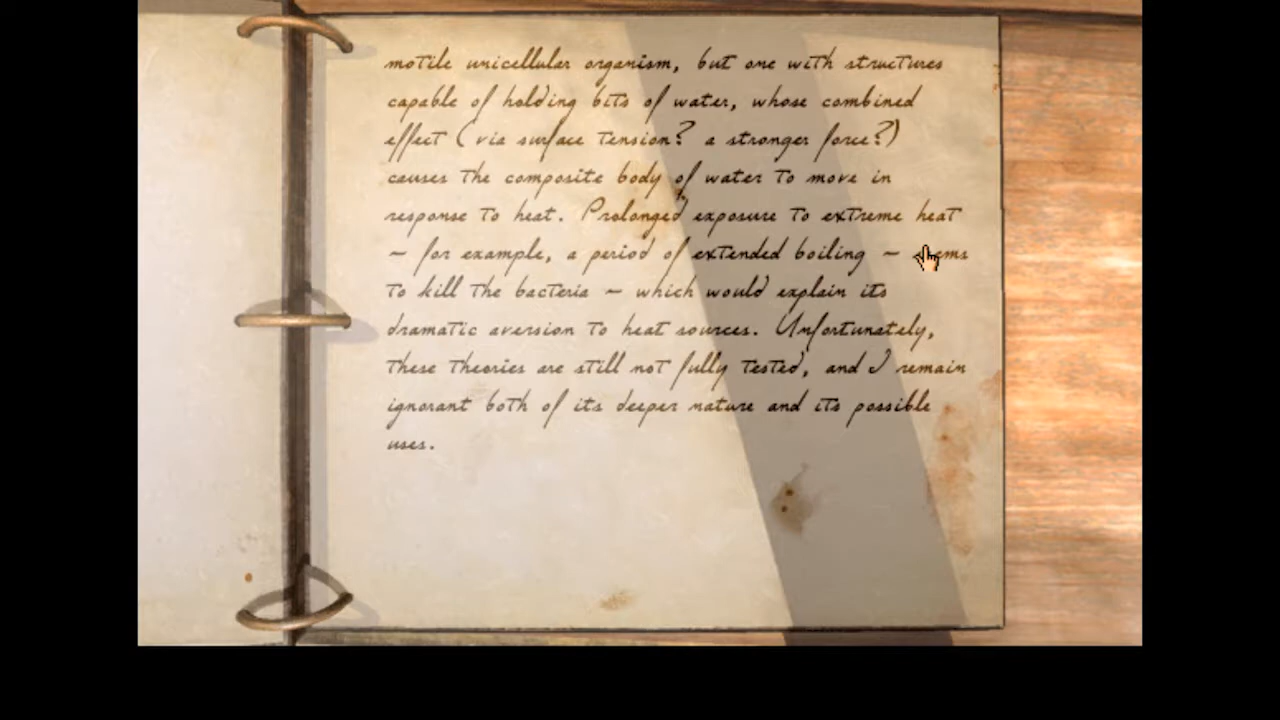 motile unicellular organism, but one with structures
capable of holding bits of water, whose combined
effect (via surface tension? a stronger force?)
causes the composite body of water to move in
response to heat. Prolonged exposure to extreme heat
– for example, a period of extended boiling –
to kill the bacteria – which would explain its
dramatic aversion to heat sources. Unfortunately,
these theories are still not fully tested, and I remain
ignorant both of its deeper nature and its possible
uses.